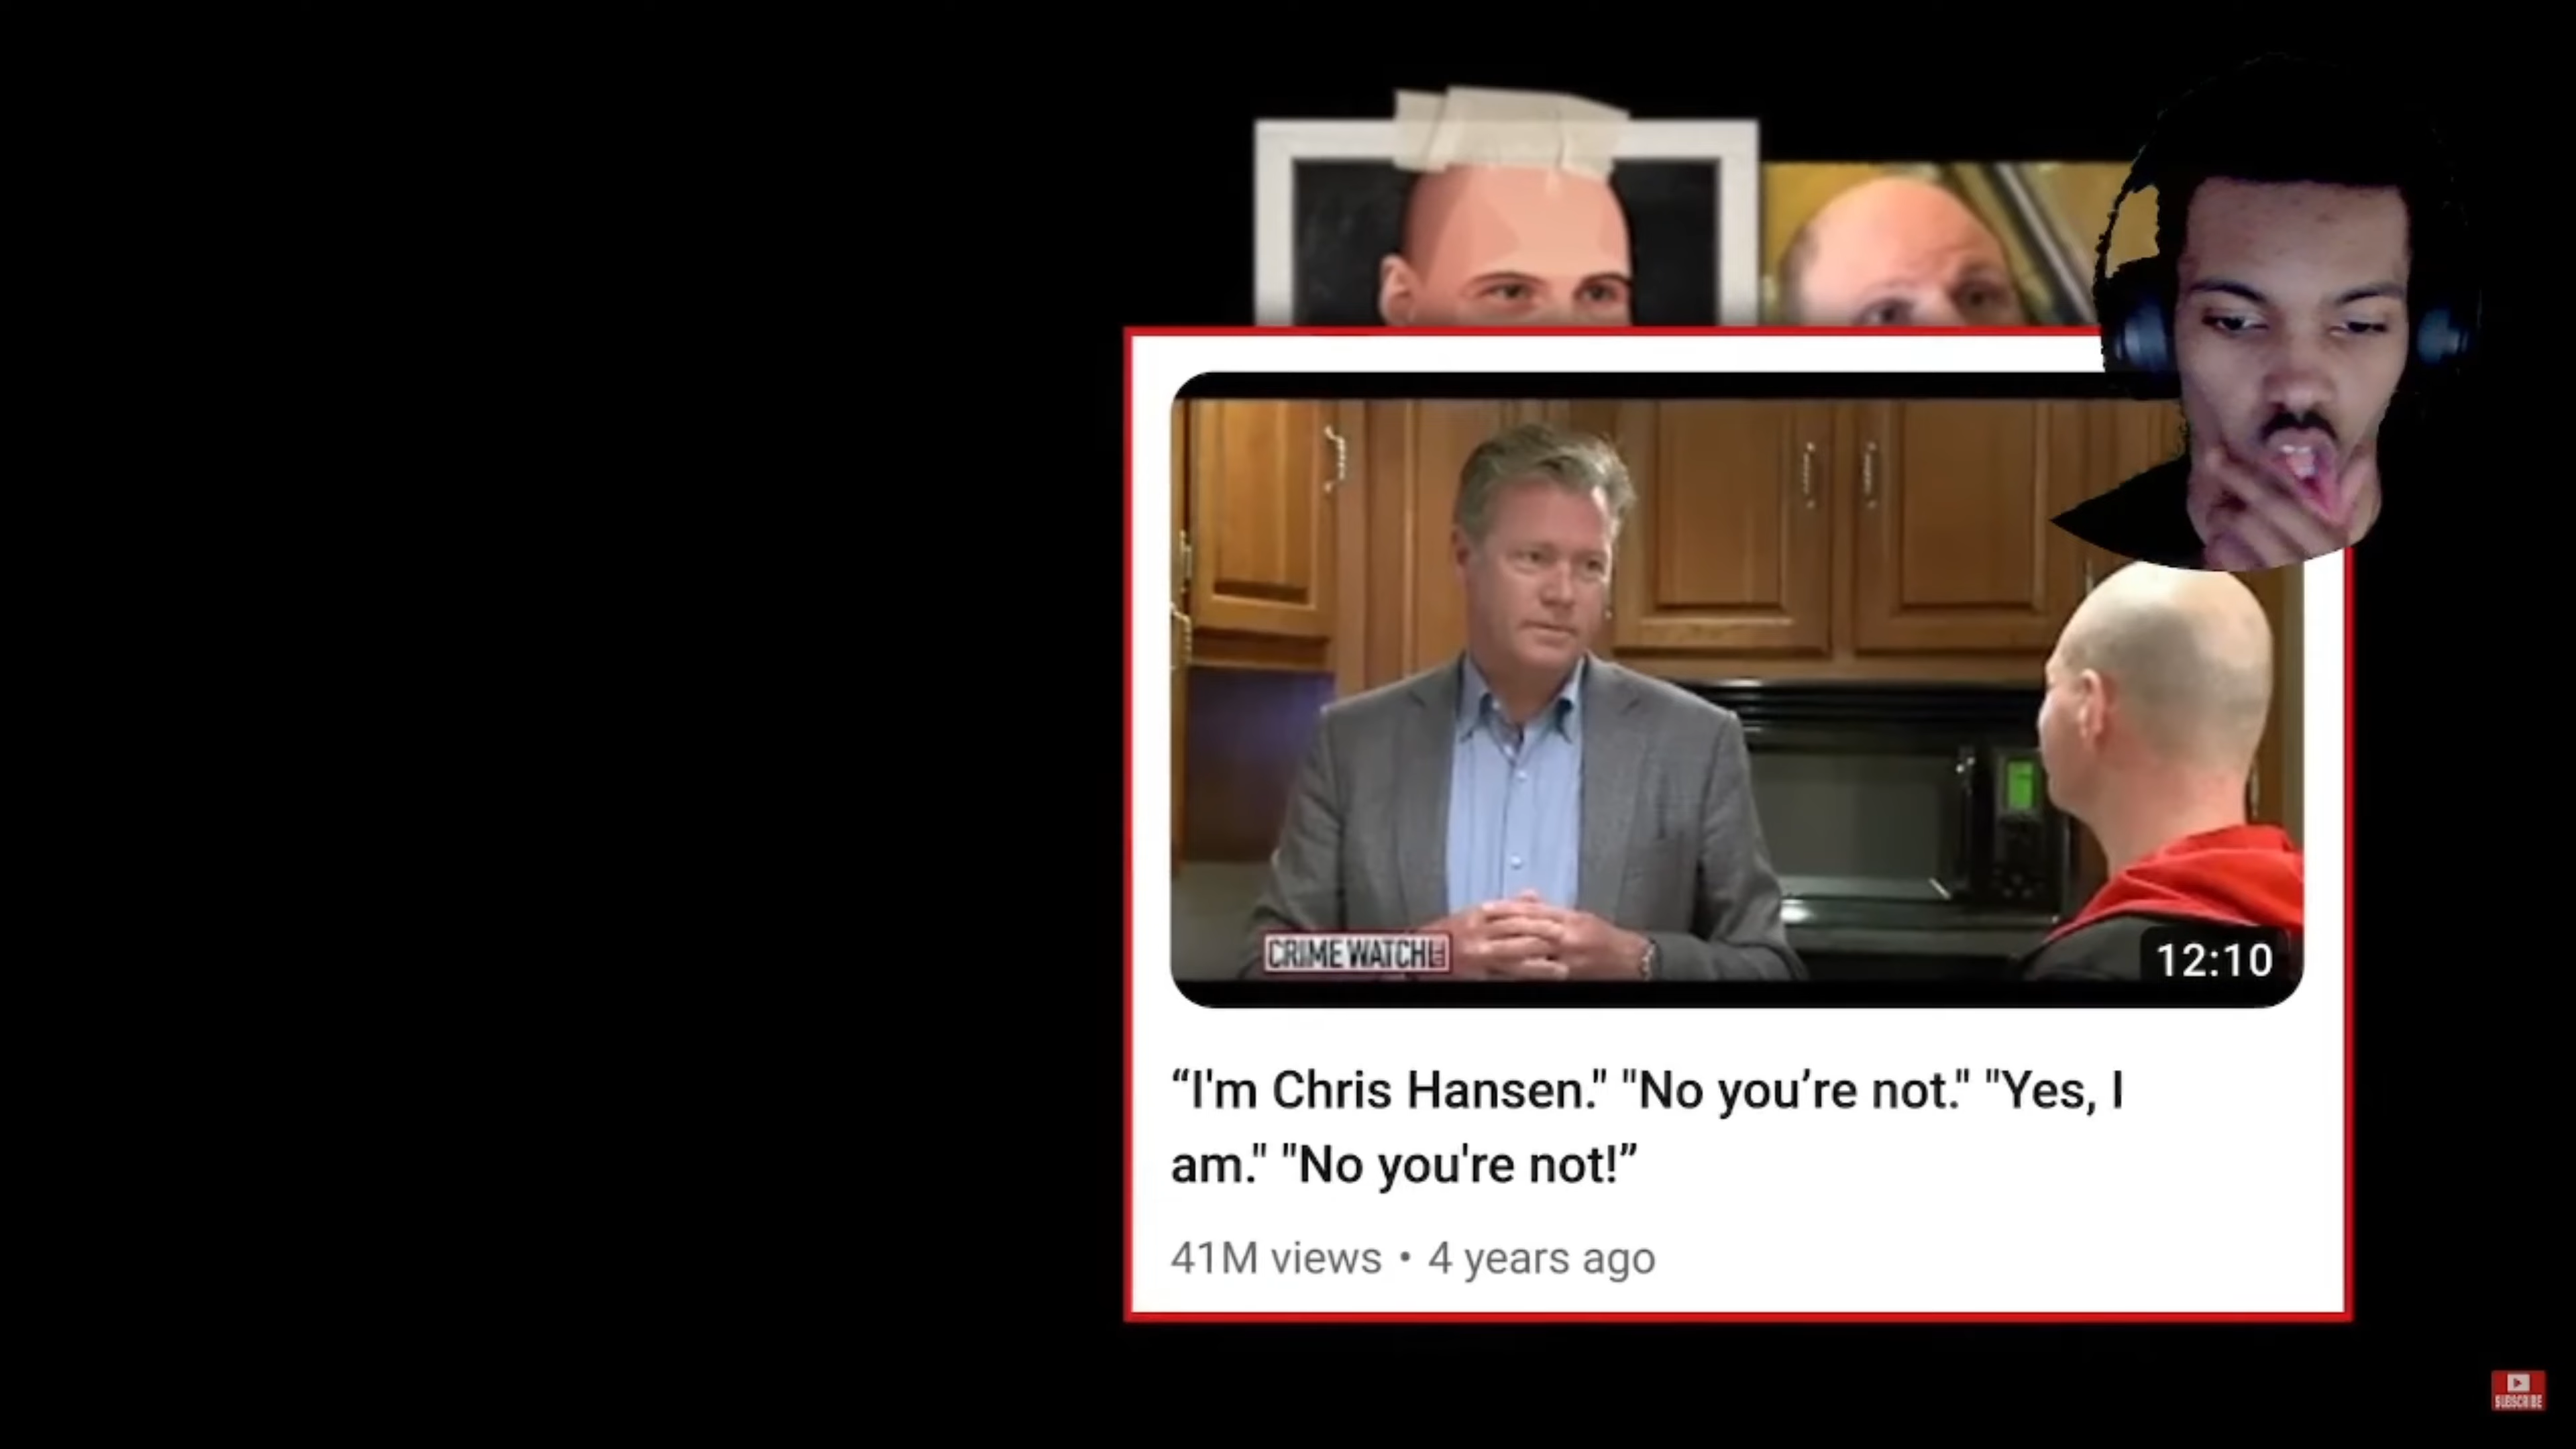 CRIME WATCH
12:10
“I'm Chris Hansen." "No you’re not." "Yes, I
am." "No you're not!”
41M views • 4 years ago
SUBSCRIBE